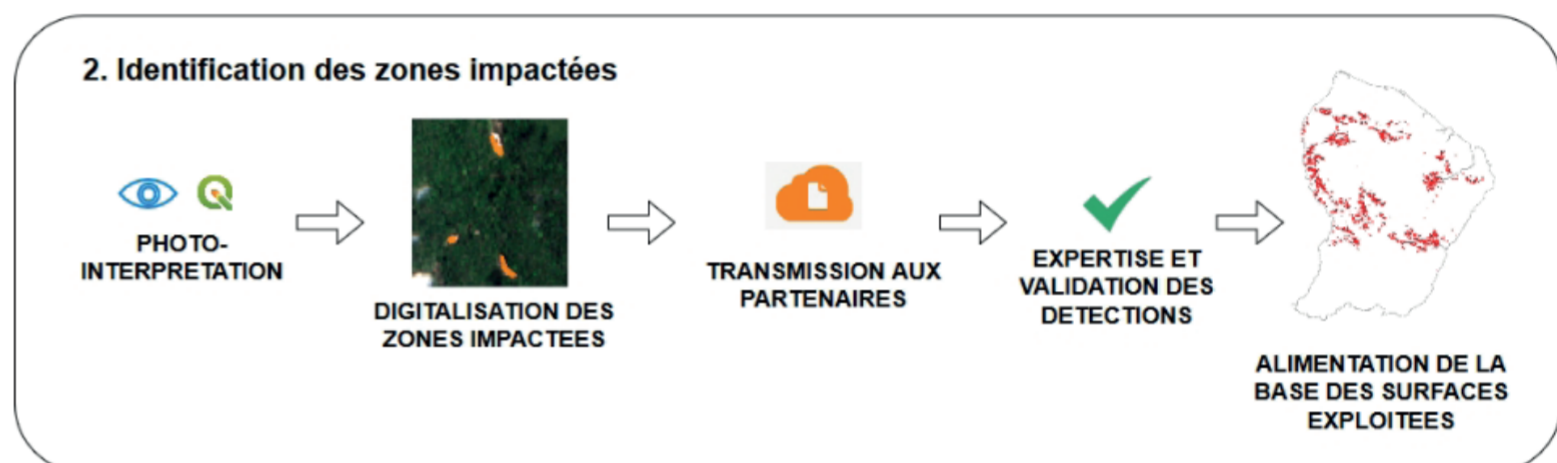 2. Identification des zones impactées
PHOTO-
INTERPRETATION
DIGITALISATION DES
ZONES IMPACTEES
TRANSMISSION AUX
PARTENAIRES
EXPERTISE ET
VALIDATION DES
DETECTIONS
ALIMENTATION DE LA
BASE DES SURFACES
EXPLOITEES